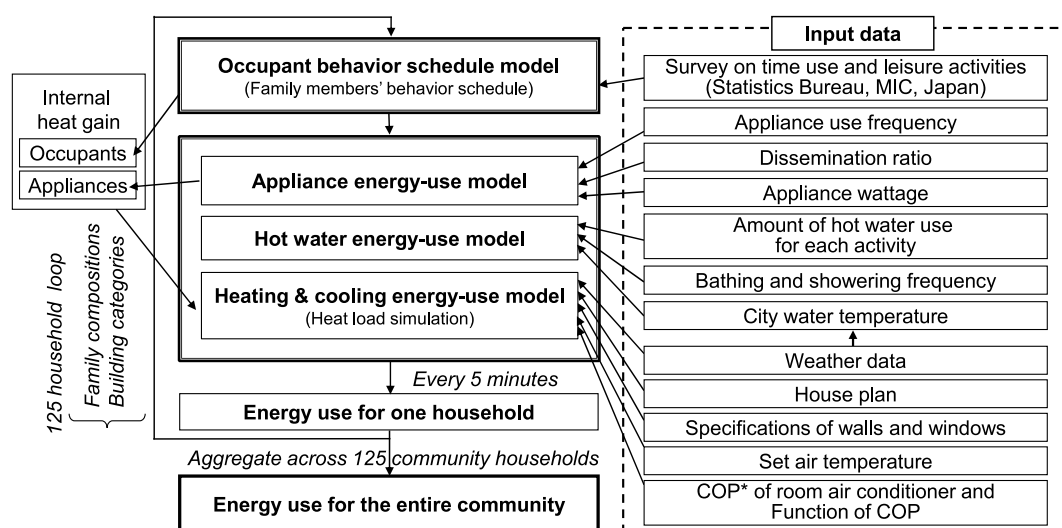 Input data
Occupant behavior schedule model
(Family members' behavior schedule)
Survey on time use and leisure activities
(Statistics Bureau, MIC, Japan)
Internal
heat gain
Occupants
Appliances
Appliance use frequency
Dissemination ratio
Appliance energy-use model
Appliance wattage
Hot water energy-use model
Amount of hot water use
for each activity
Bathing and showering frequency
Heating & cooling energy-use model
(Heat load simulation)
City water temperature
Weather data
House plan
Specifications of walls and windows
Set air temperature
COP* of room air conditioner and
Function of COP
125 household loop
Family compositions
Building categories
Every 5 minutes
Energy use for one household
Aggregate across 125 community households
Energy use for the entire community